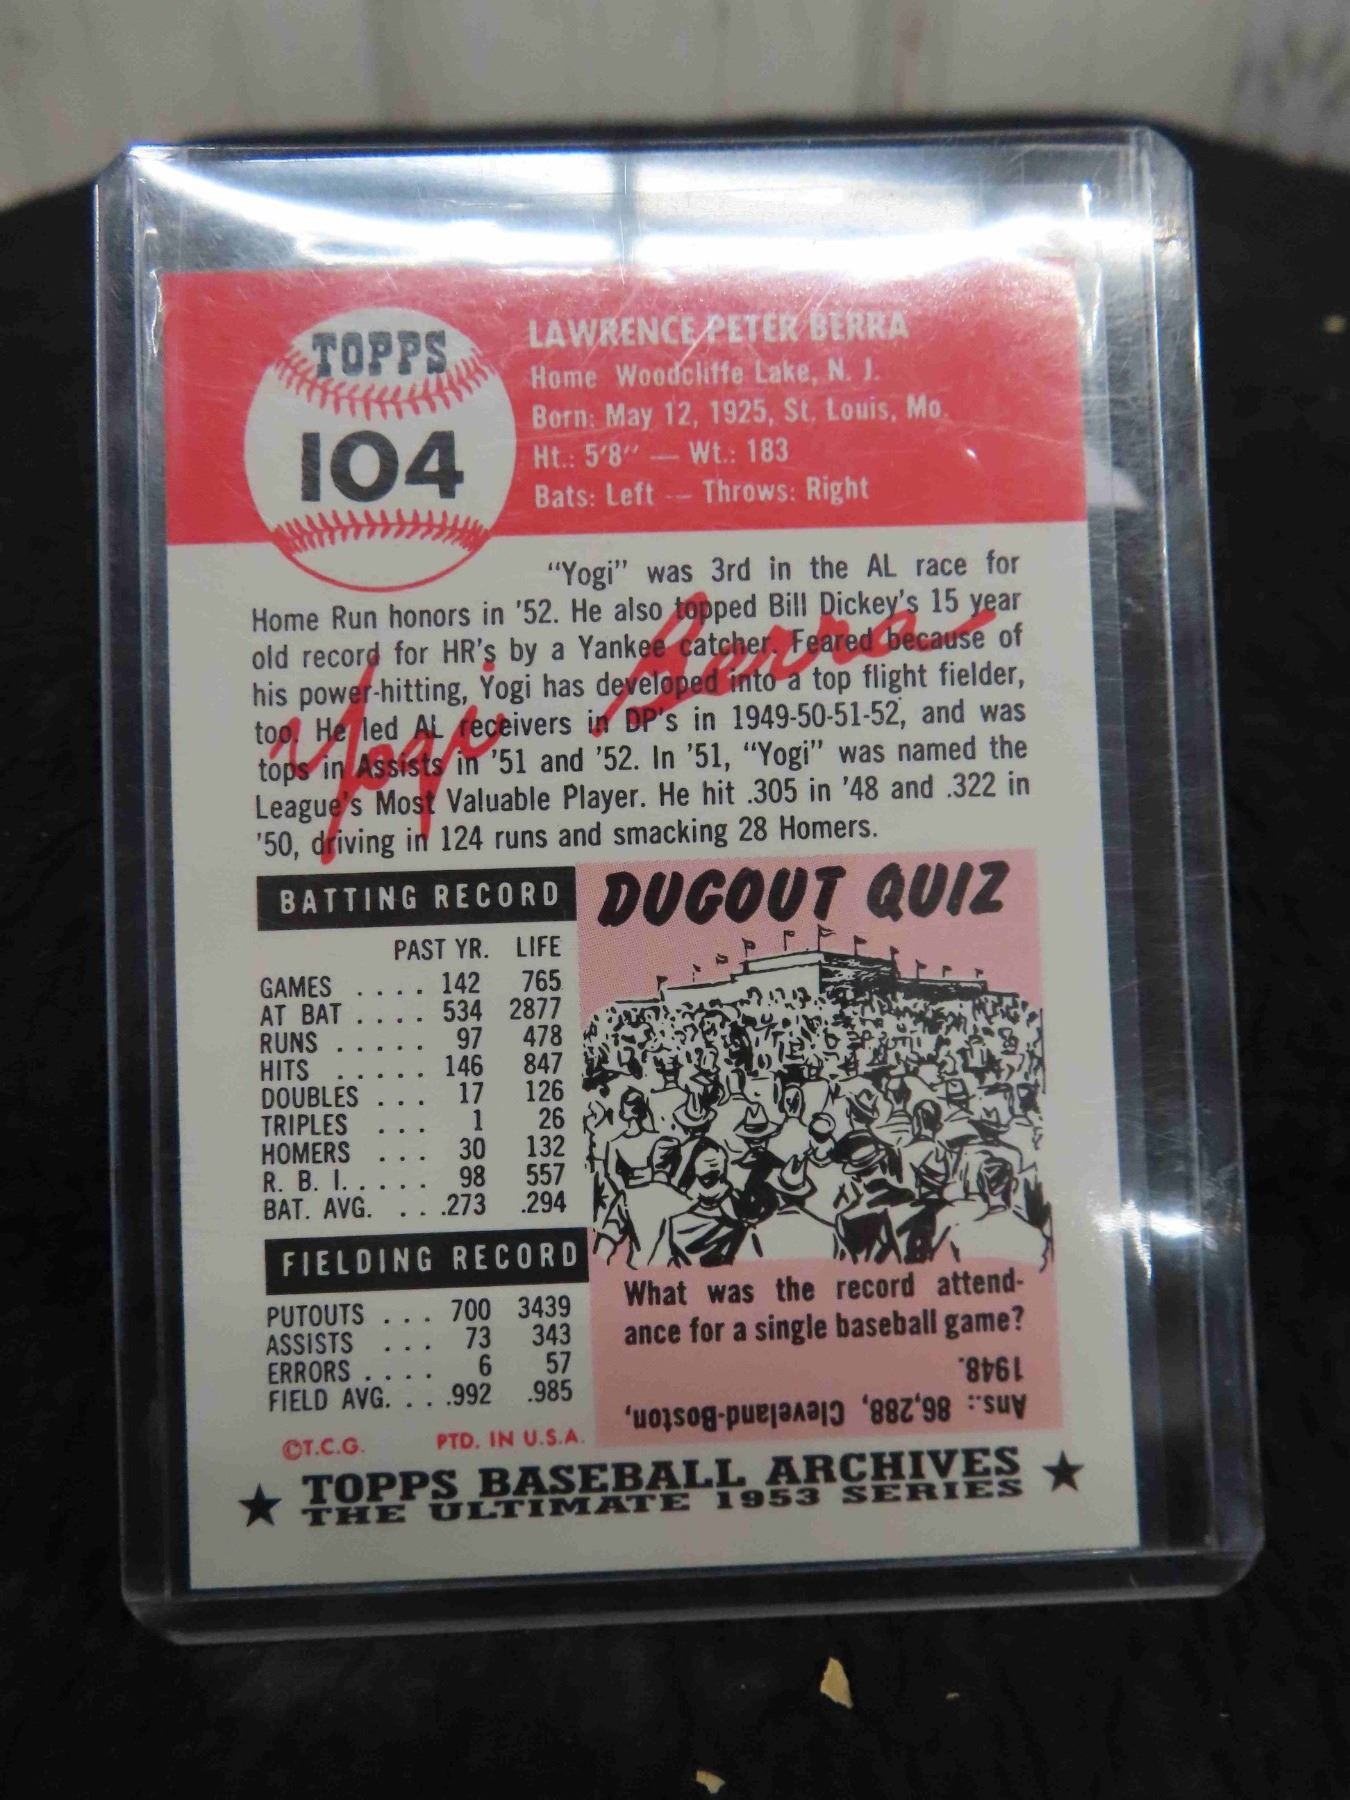 TOPPS
104
LAWRENCE PETER BERRA
Home Woodcliffe Lake, N. J.
Born: May 12, 1925, St. Louis, Mo.
Ht.: 5'8" — Wt.: 183
Bats: Left — Throws: Right
"Yogi" was 3rd in the AL race for
Home Run honors in '52. He also topped Bill Dickey's 15 year
old record for HR's by a Yankee catcher. Feared because of
his power-hitting, Yogi has developed into a top flight fielder,
too. He led AL receivers in DP's in 1949-50-51-52, and was
tops in Assists in '51 and '52. In '51, "Yogi" was named the
League's Most Valuable Player. He hit .305 in '48 and .322 in
'50, driving in 124 runs and smacking 28 Homers.
Yogi Berra
BATTING RECORD
PAST YR. LIFE
GAMES . . . . 142 765
AT BAT . . . . 534 2877
RUNS . . . . . 97 478
HITS . . . . . 146 847
DOUBLES . . . 17 126
TRIPLES . . . 1 26
HOMERS . . . 30 132
R. B. I. . . . . 98 557
BAT. AVG. . . .273 .294
FIELDING RECORD
PUTOUTS . . . 700 3439
ASSISTS . . . 73 343
ERRORS . . . . 6 57
FIELD AVG. . . .992 .985
©T.C.G. PTD. IN U.S.A.
DUGOUT QUIZ
What was the record attend-
ance for a single baseball game?
Ans.: 86,288, Cleveland-Boston,
1948.
★ TOPPS BASEBALL ARCHIVES ★
THE ULTIMATE 1953 SERIES